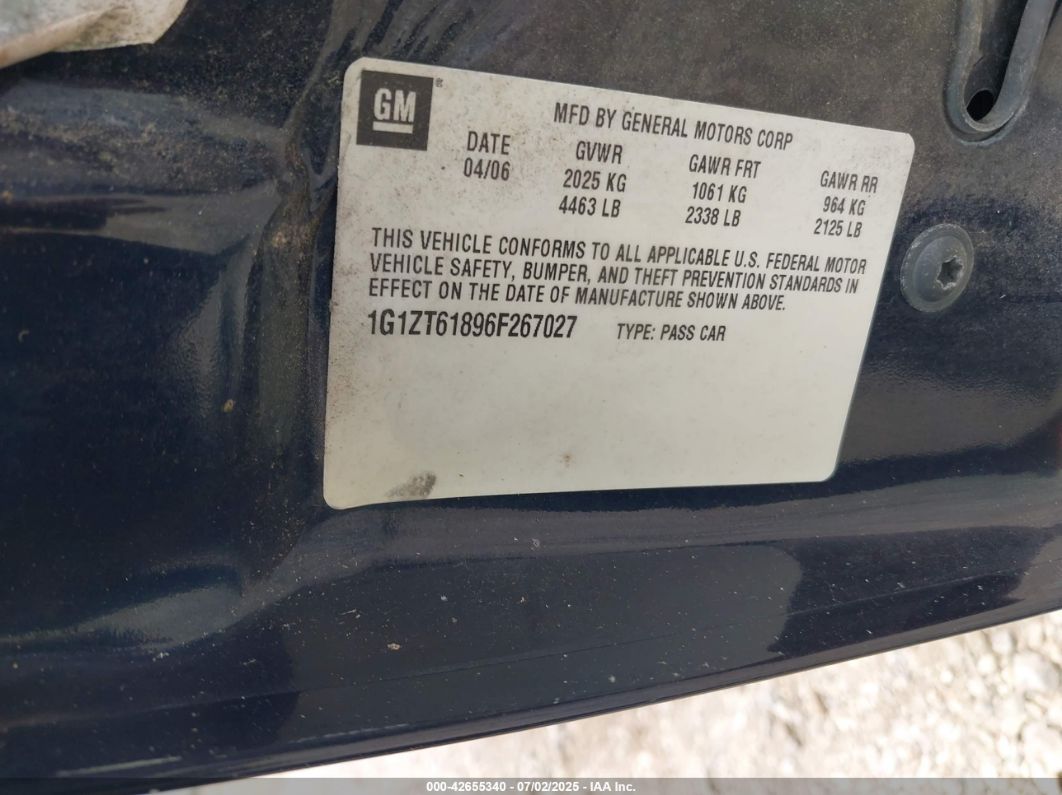 GM ®
MFD BY GENERAL MOTORS CORP
DATE GVWR GAWR FRT GAWR RR
04/06 2025 KG 1061 KG 964 KG
4463 LB 2338 LB 2125 LB
THIS VEHICLE CONFORMS TO ALL APPLICABLE U.S. FEDERAL MOTOR
VEHICLE SAFETY, BUMPER, AND THEFT PREVENTION STANDARDS IN
EFFECT ON THE DATE OF MANUFACTURE SHOWN ABOVE.
1G1ZT61896F267027 TYPE: PASS CAR
000-42655340 - 07/02/2025 - IAA Inc.